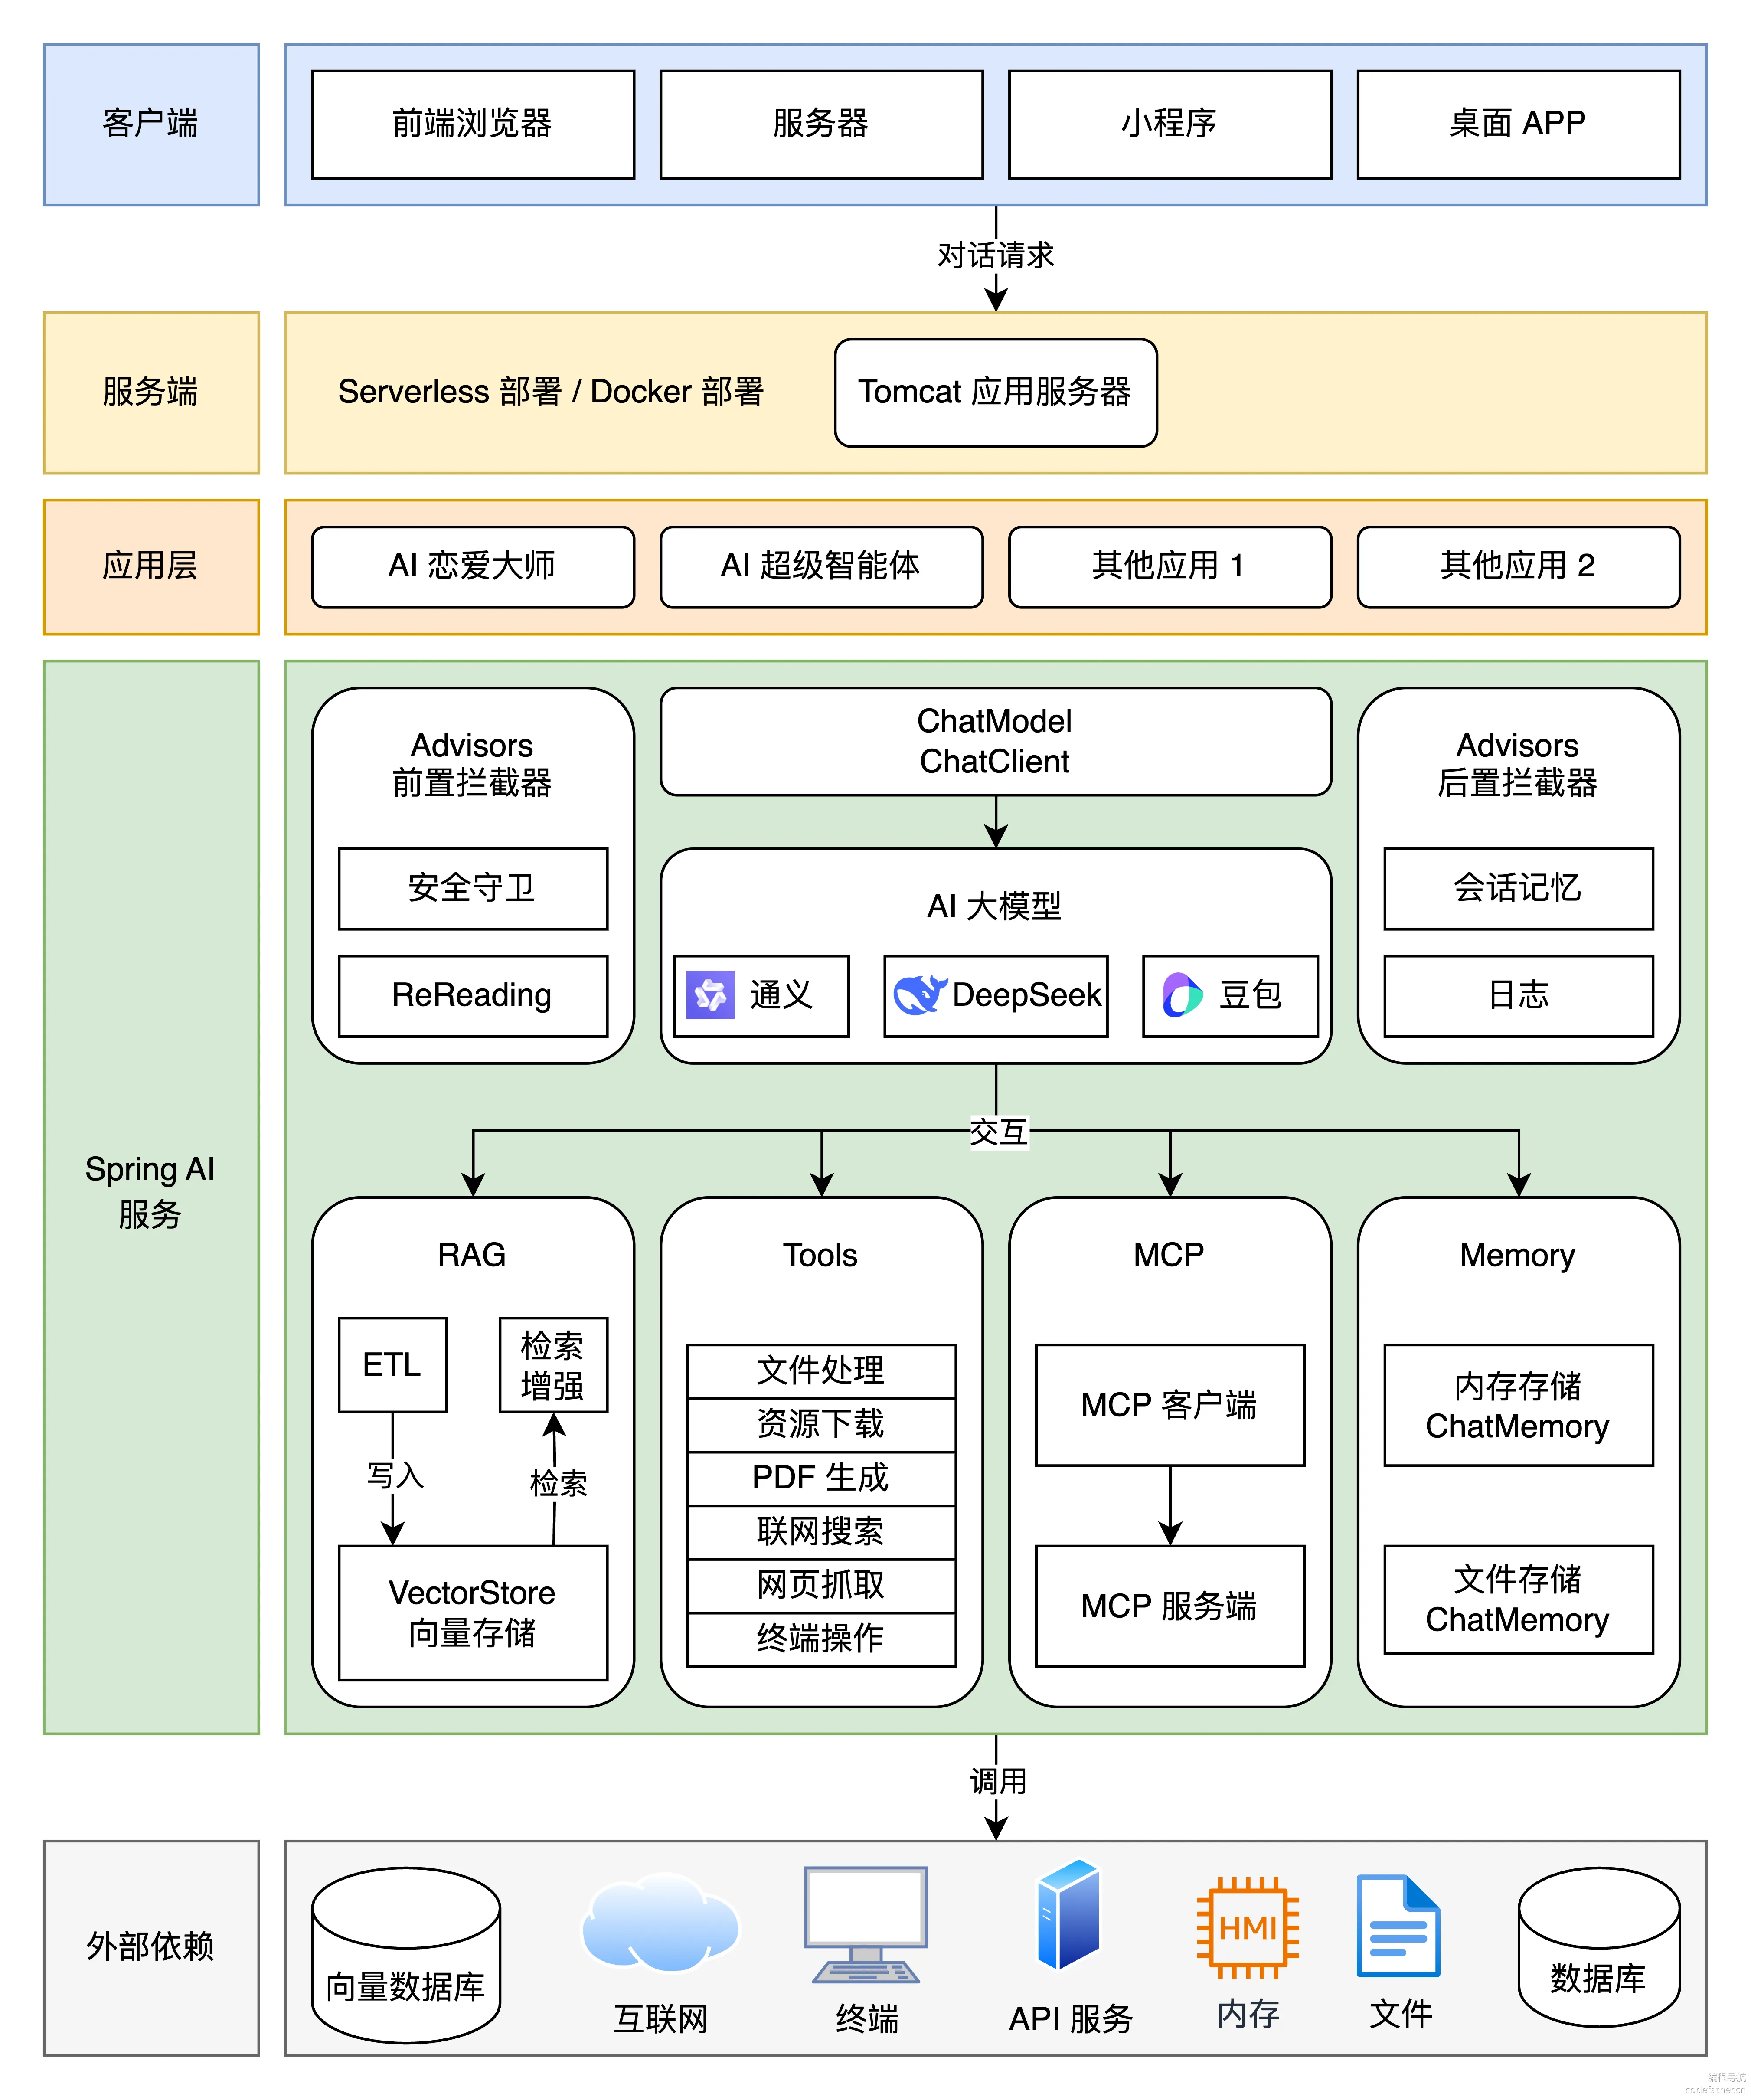 客户端
前端浏览器
服务器
小程序
桌面 APP
对话请求
服务端
Serverless 部署 / Docker 部署
Tomcat 应用服务器
应用层
AI 恋爱大师
AI 超级智能体
其他应用 1
其他应用 2
Spring AI
服务
Advisors
前置拦截器
安全守卫
ReReading
ChatModel
ChatClient
AI 大模型
通义
DeepSeek
豆包
Advisors
后置拦截器
会话记忆
日志
交互
RAG
ETL
检索
增强
写入
检索
VectorStore
向量存储
Tools
文件处理
资源下载
PDF 生成
联网搜索
网页抓取
终端操作
MCP
MCP 客户端
MCP 服务端
Memory
内存存储
ChatMemory
文件存储
ChatMemory
调用
外部依赖
向量数据库
互联网
终端
API 服务
HMI
内存
文件
数据库
编程导航
codefather.cn